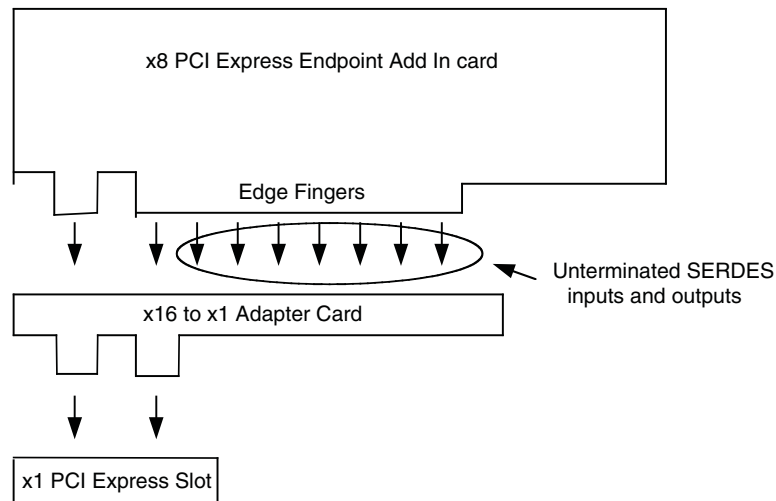 x8 PCI Express Endpoint Add In card
Edge Fingers
Unterminated SERDES
inputs and outputs
x16 to x1 Adapter Card
x1 PCI Express Slot